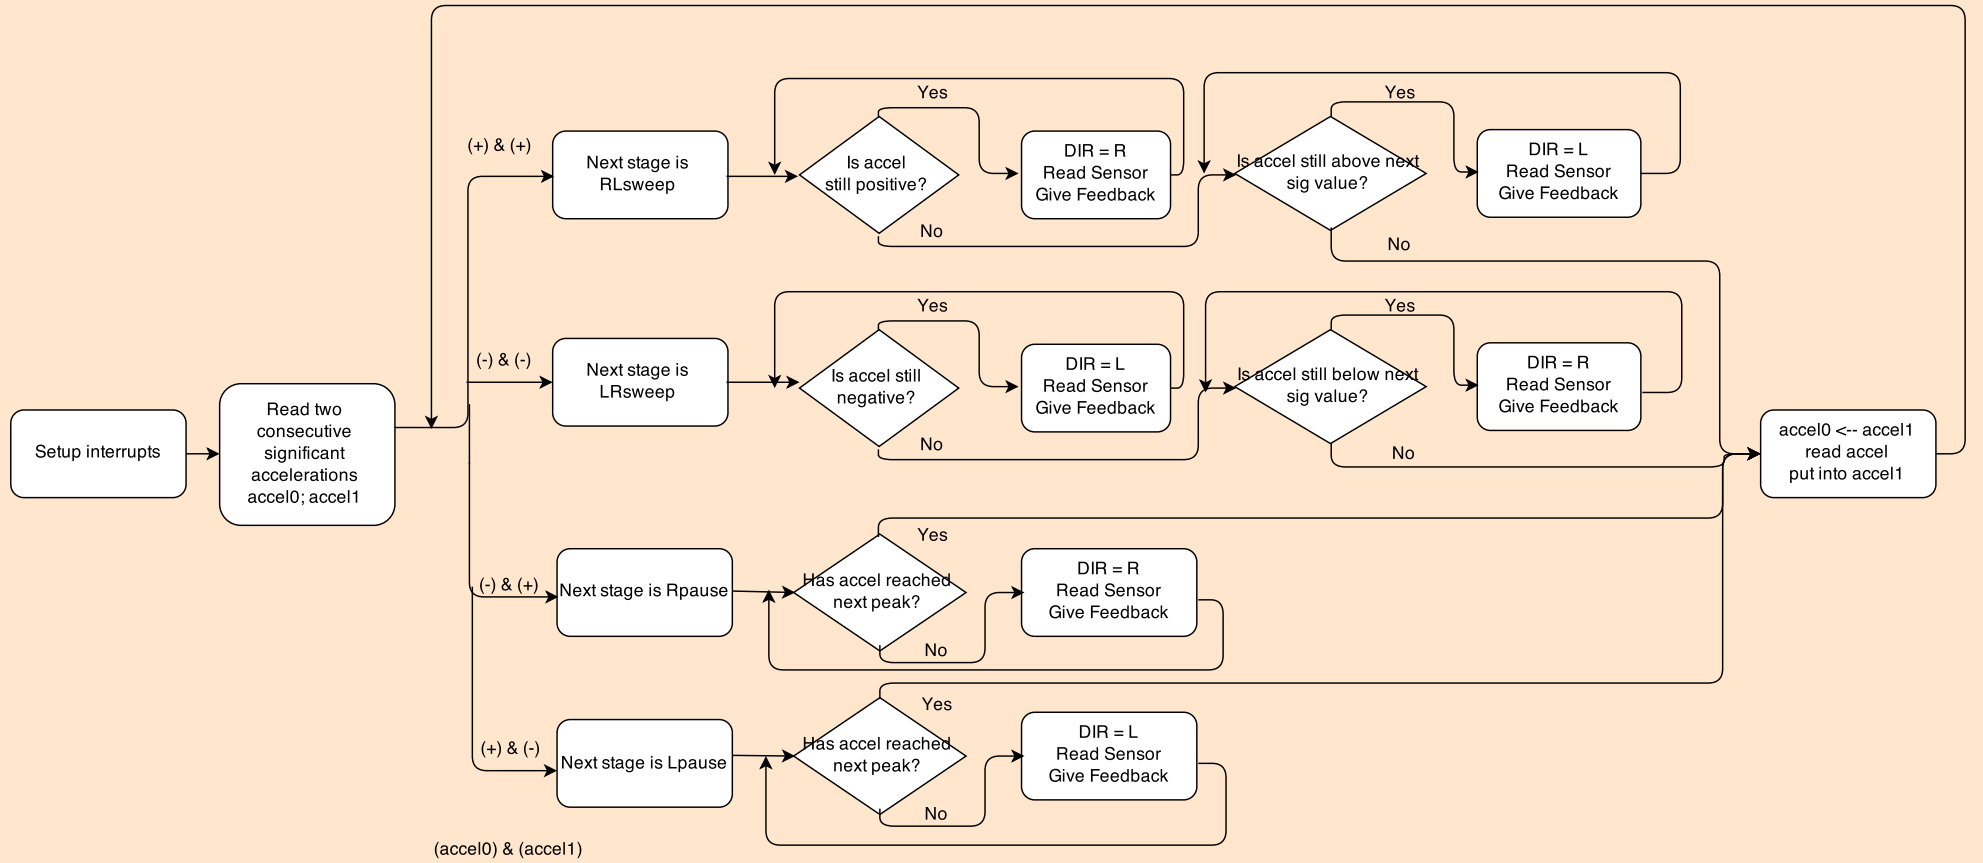 Setup interrupts
Read two
consecutive
significant
accelerations
accel0; accel1
(+) & (+)
Next stage is
RLsweep
Is accel
still positive?
Yes
No
DIR = R
Read Sensor
Give Feedback
Is accel still above next
sig value?
Yes
No
DIR = L
Read Sensor
Give Feedback
(-) & (-)
Next stage is
LRsweep
Is accel still
negative?
Yes
No
DIR = L
Read Sensor
Give Feedback
Is accel still below next
sig value?
Yes
No
DIR = R
Read Sensor
Give Feedback
accel0 <-- accel1
read accel
put into accel1
(-) & (+)
Next stage is Rpause
Has accel reached
next peak?
Yes
No
DIR = R
Read Sensor
Give Feedback
(+) & (-)
Next stage is Lpause
Has accel reached
next peak?
Yes
No
DIR = L
Read Sensor
Give Feedback
(accel0) & (accel1)